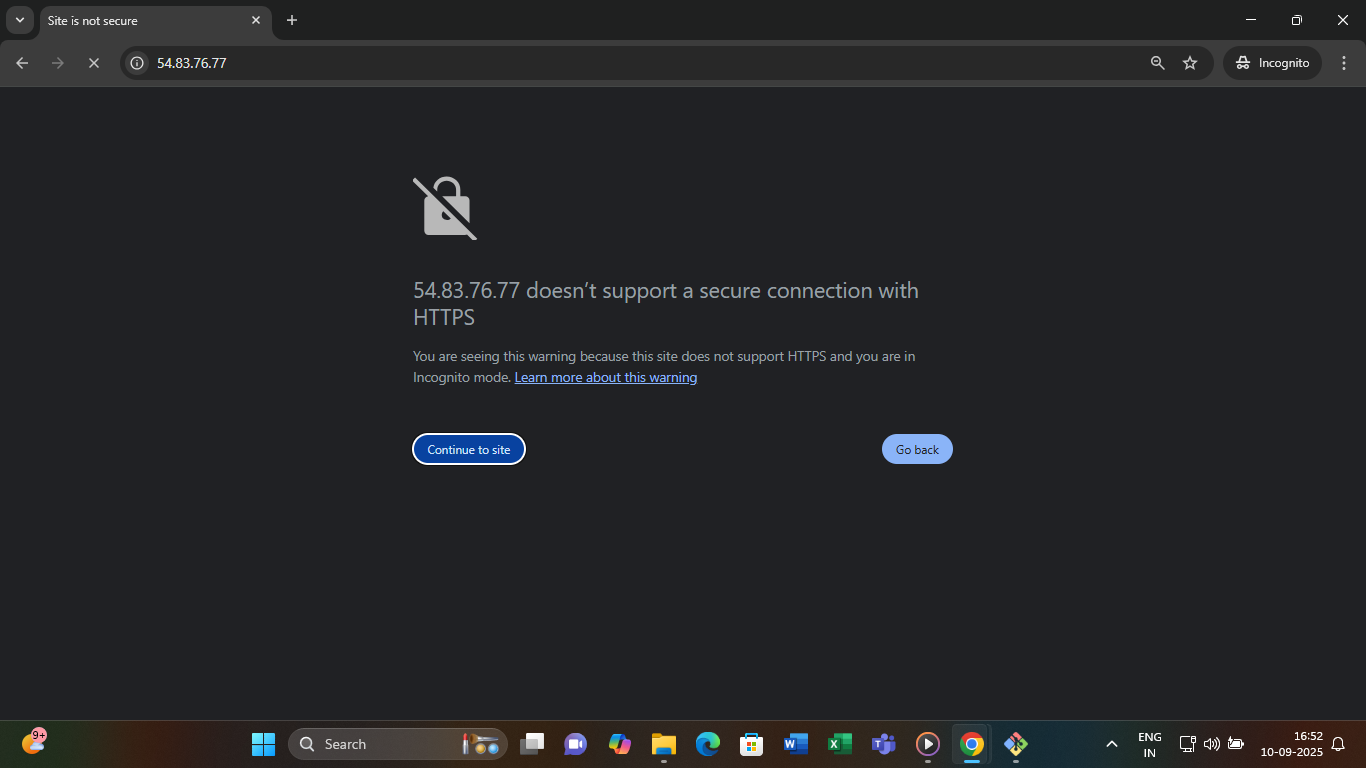 Site is not secure
54.83.76.77
Incognito
54.83.76.77 doesn't support a secure connection with
HTTPS
You are seeing this warning because this site does not support HTTPS and you are in
Incognito mode. Learn more about this warning
Continue to site
Go back
9+
Search
ENG
IN
16:52
10-09-2025